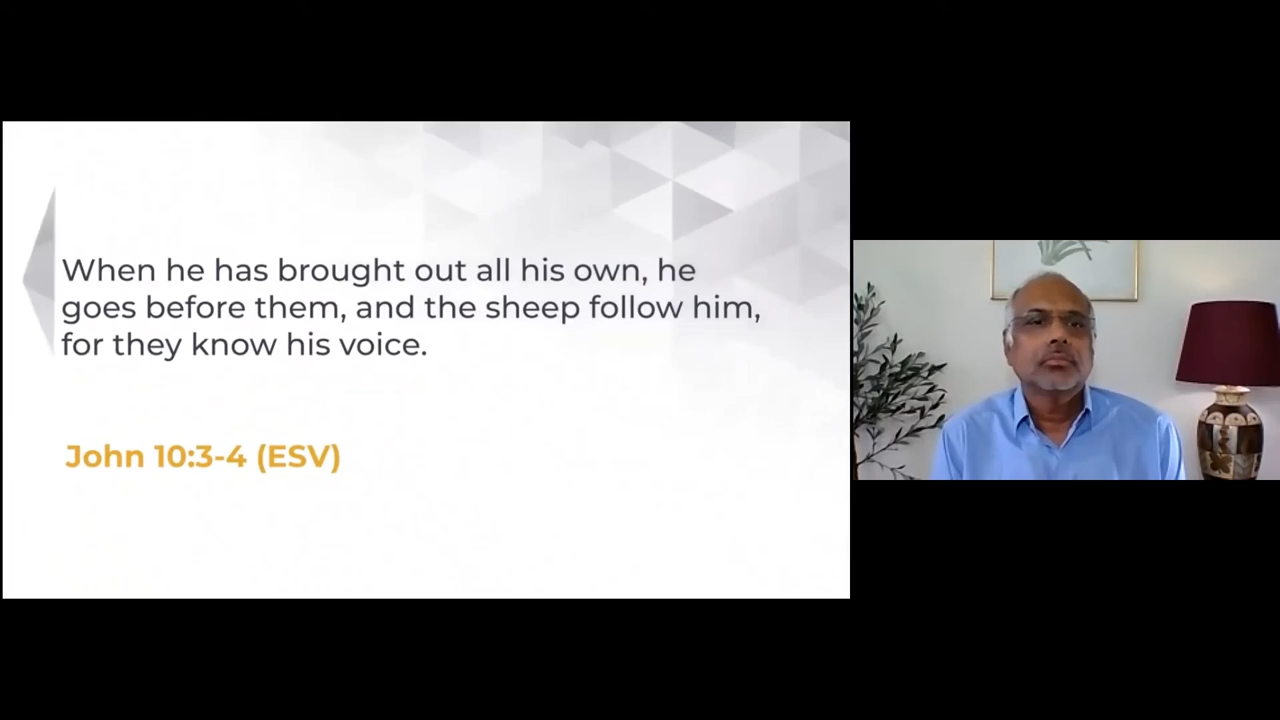 When he has brought out all his own, he
goes before them, and the sheep follow him,
for they know his voice.
John 10:3-4 (ESV)